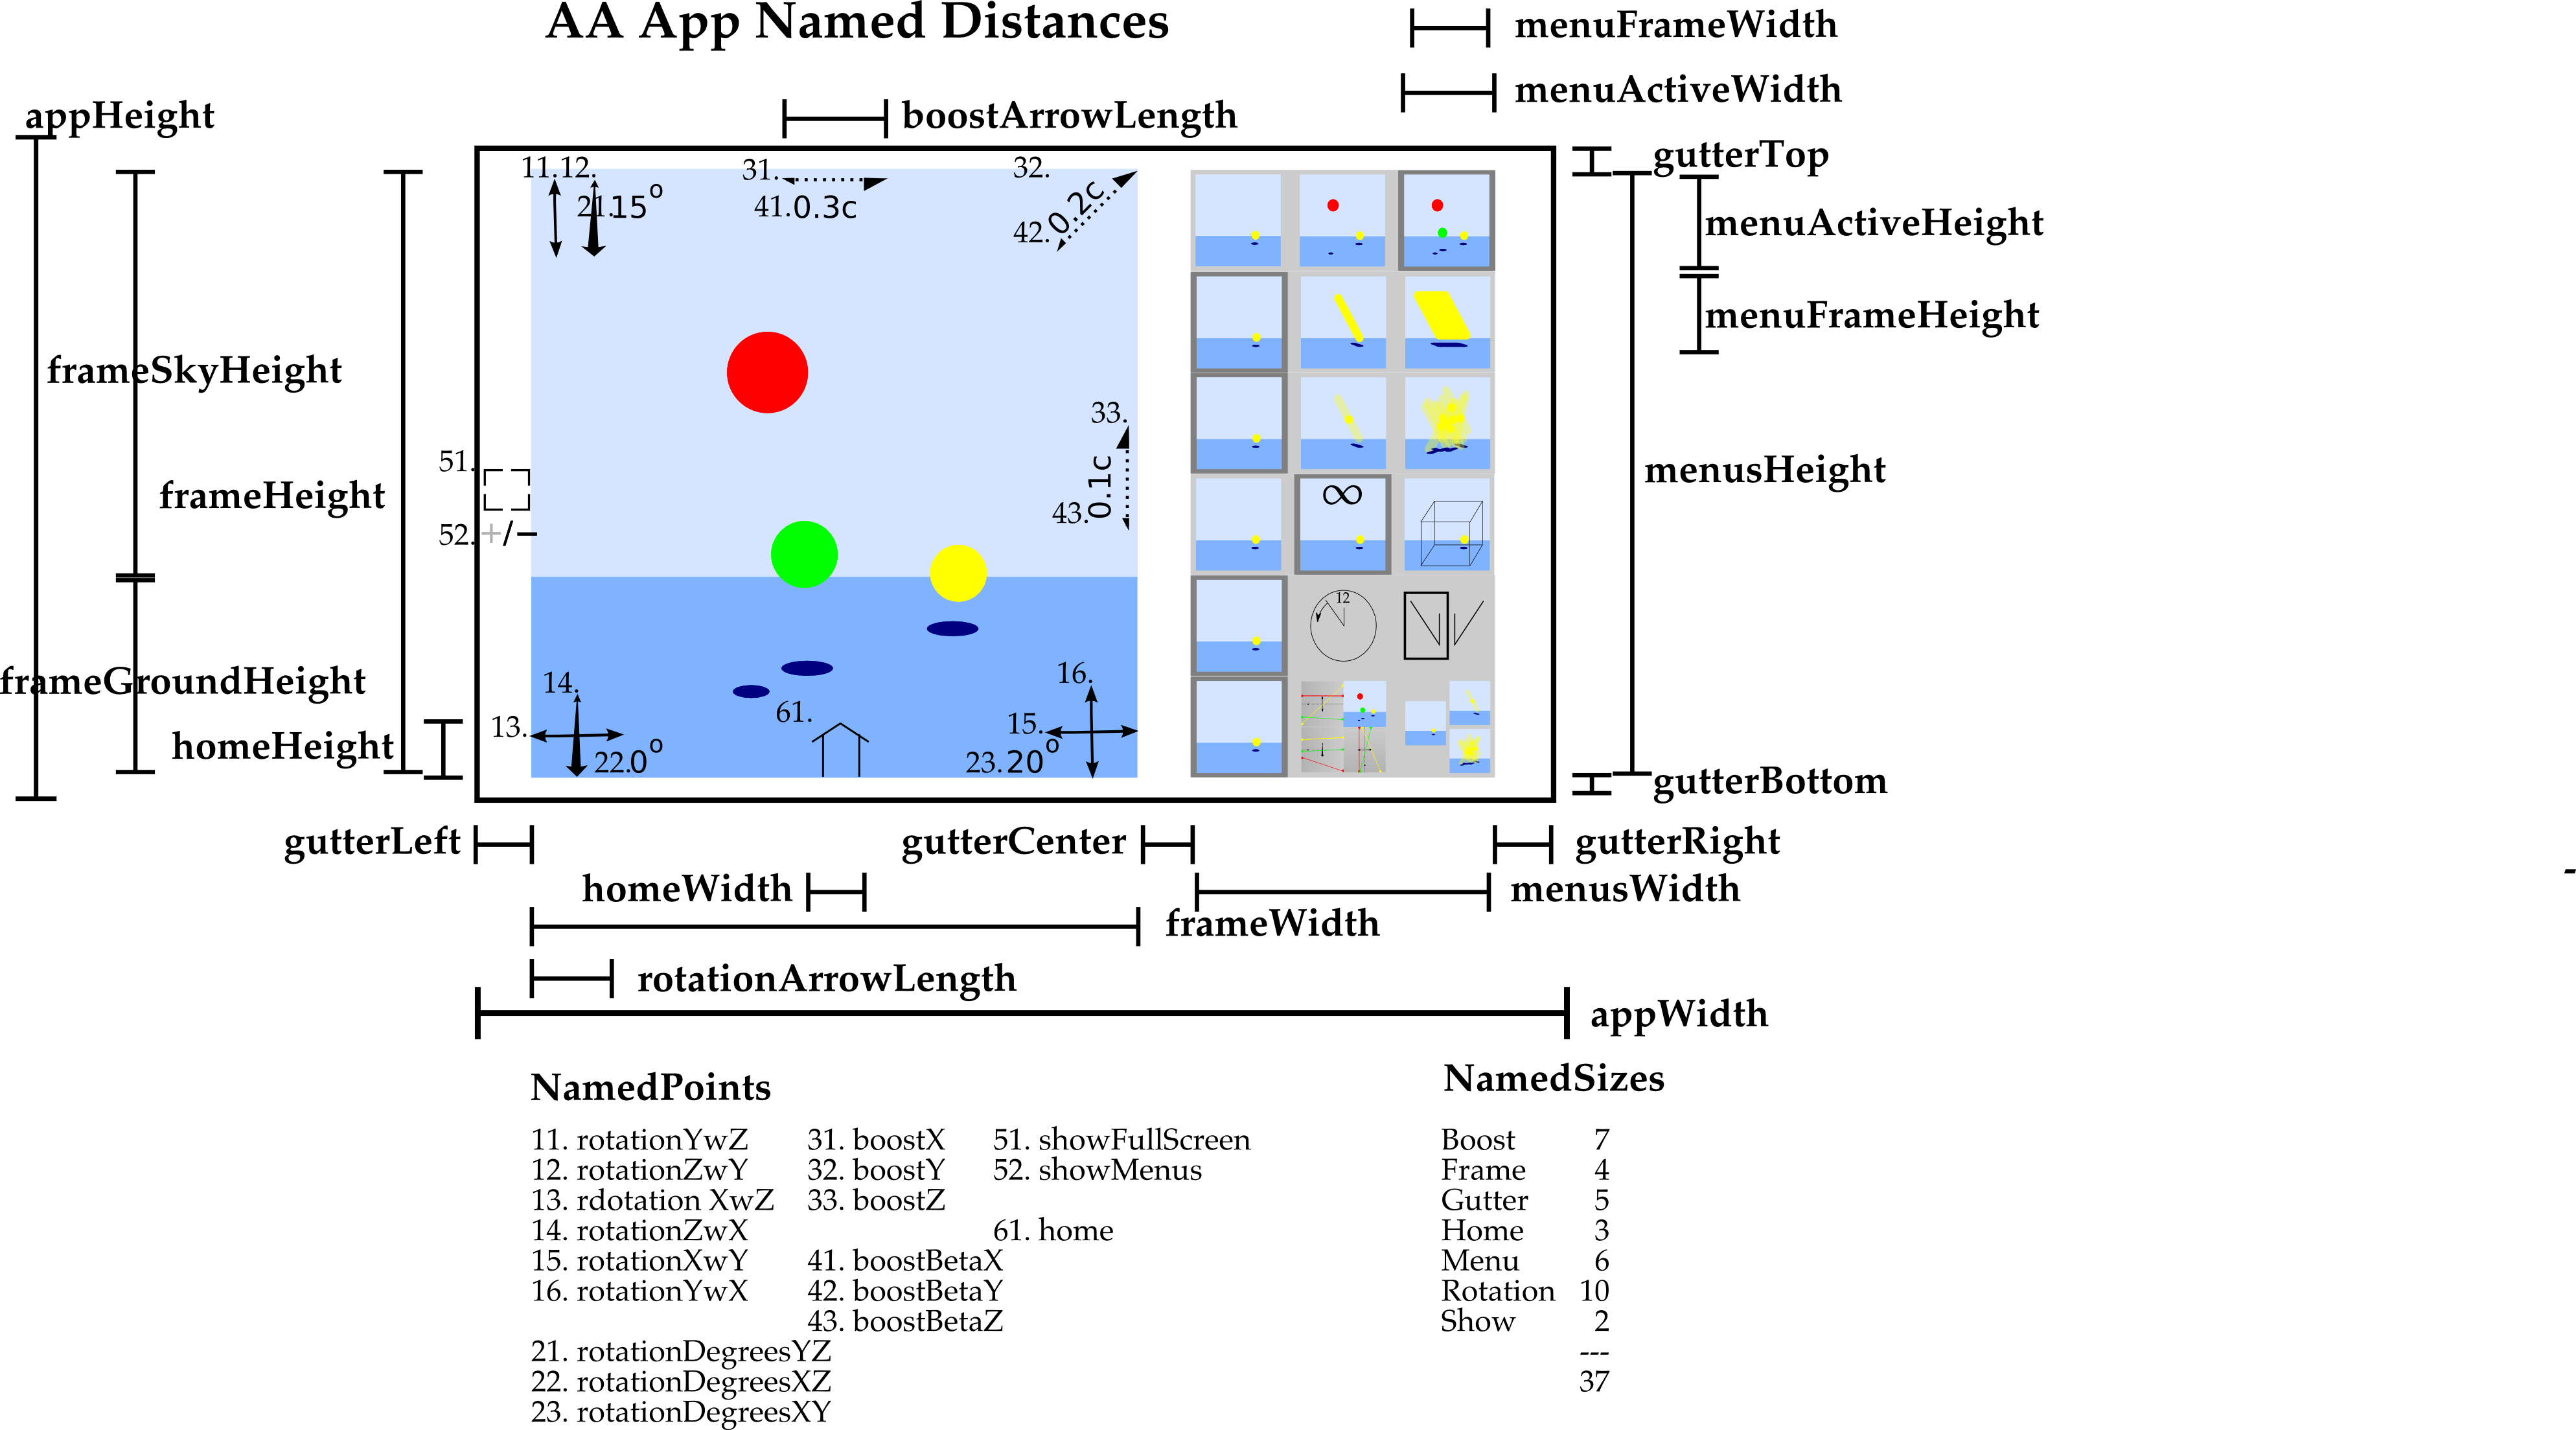 AA App Named Distances
menuFrameWidth
menuActiveWidth
appHeight
boostArrowLength
gutterTop
11.12.
31.
32.
21.15°
41.0.3c
42.0.2c
menuActiveHeight
menuFrameHeight
frameSkyHeight
33.
51.
frameHeight
0.1c
43.
menusHeight
∞
52.+/−
12
frameGroundHeight
14.
16.
61.
13.
15.
homeHeight
22.0°
23.20°
gutterBottom
gutterLeft
gutterCenter
gutterRight
homeWidth
menusWidth
frameWidth
rotationArrowLength
appWidth
NamedPoints
11. rotationYwZ
12. rotationZwY
13. rdotation XwZ
14. rotationZwX
15. rotationXwY
16. rotationYwX
21. rotationDegreesYZ
22. rotationDegreesXZ
23. rotationDegreesXY
31. boostX
32. boostY
33. boostZ
41. boostBetaX
42. boostBetaY
43. boostBetaZ
51. showFullScreen
52. showMenus
61. home
NamedSizes
Boost 7
Frame 4
Gutter 5
Home 3
Menu 6
Rotation 10
Show 2
---
37
-